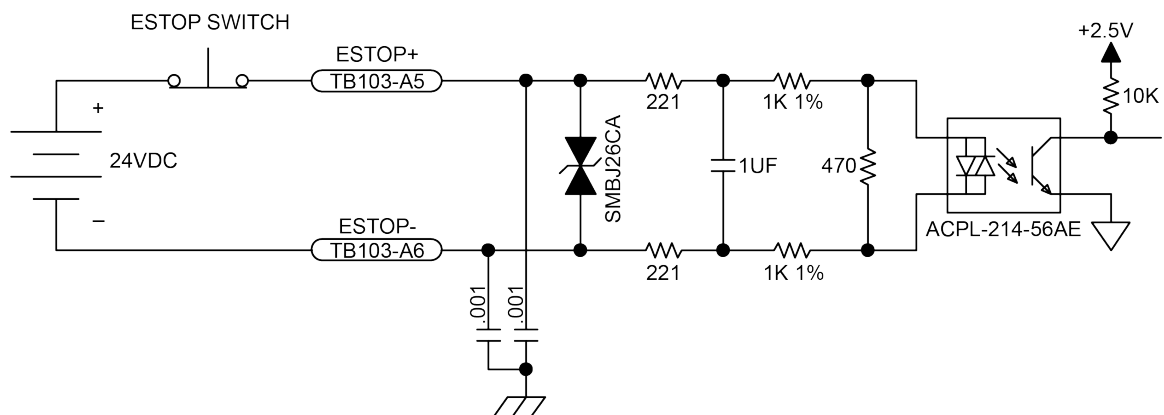 ESTOP SWITCH
ESTOP+
TB103-A5
+
24VDC
–
ESTOP-
TB103-A6
.001
.001
SMBJ26CA
221
221
1UF
1K 1%
1K 1%
470
+2.5V
10K
ACPL-214-56AE